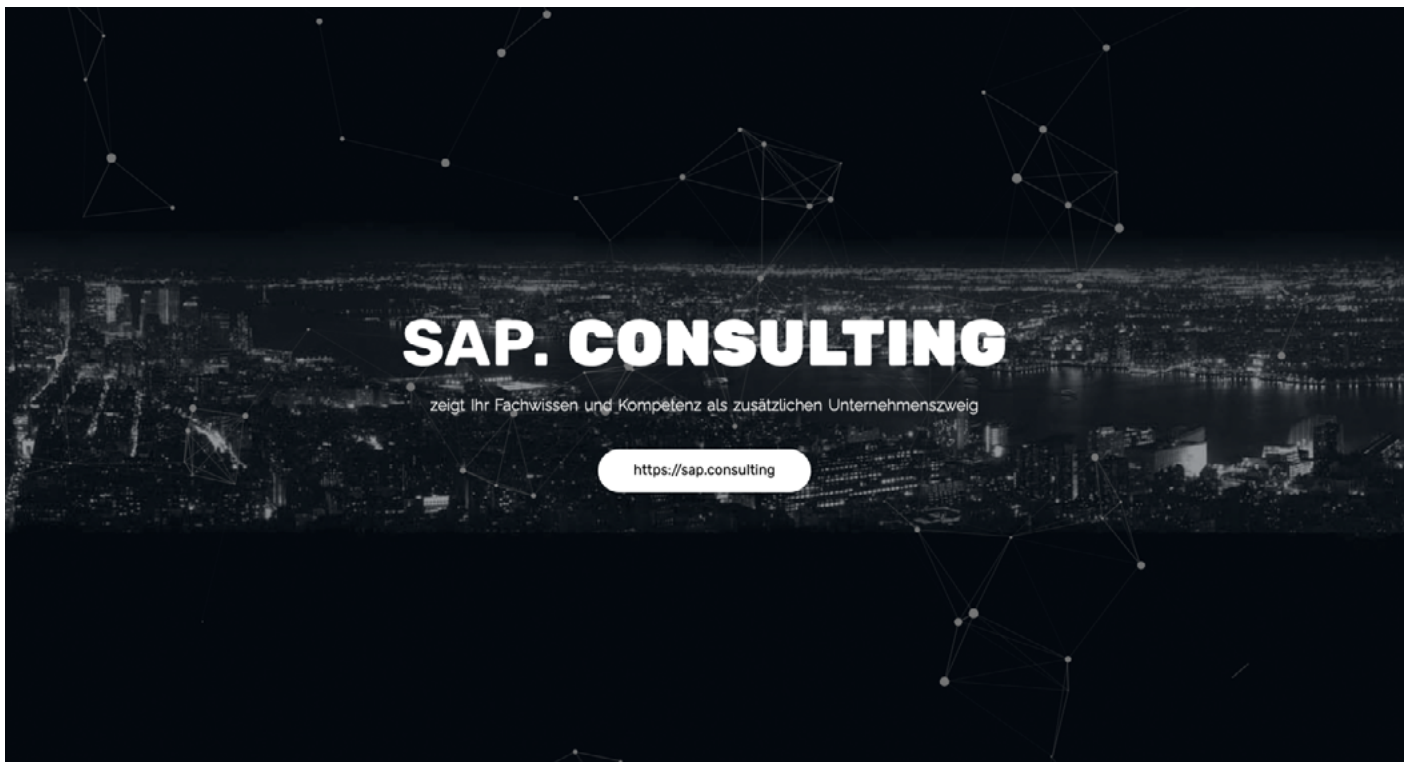 SAP. CONSULTING
zeigt Ihr Fachwissen und Kompetenz als zusätzlichen Unternehmenszweig
https://sap.consulting